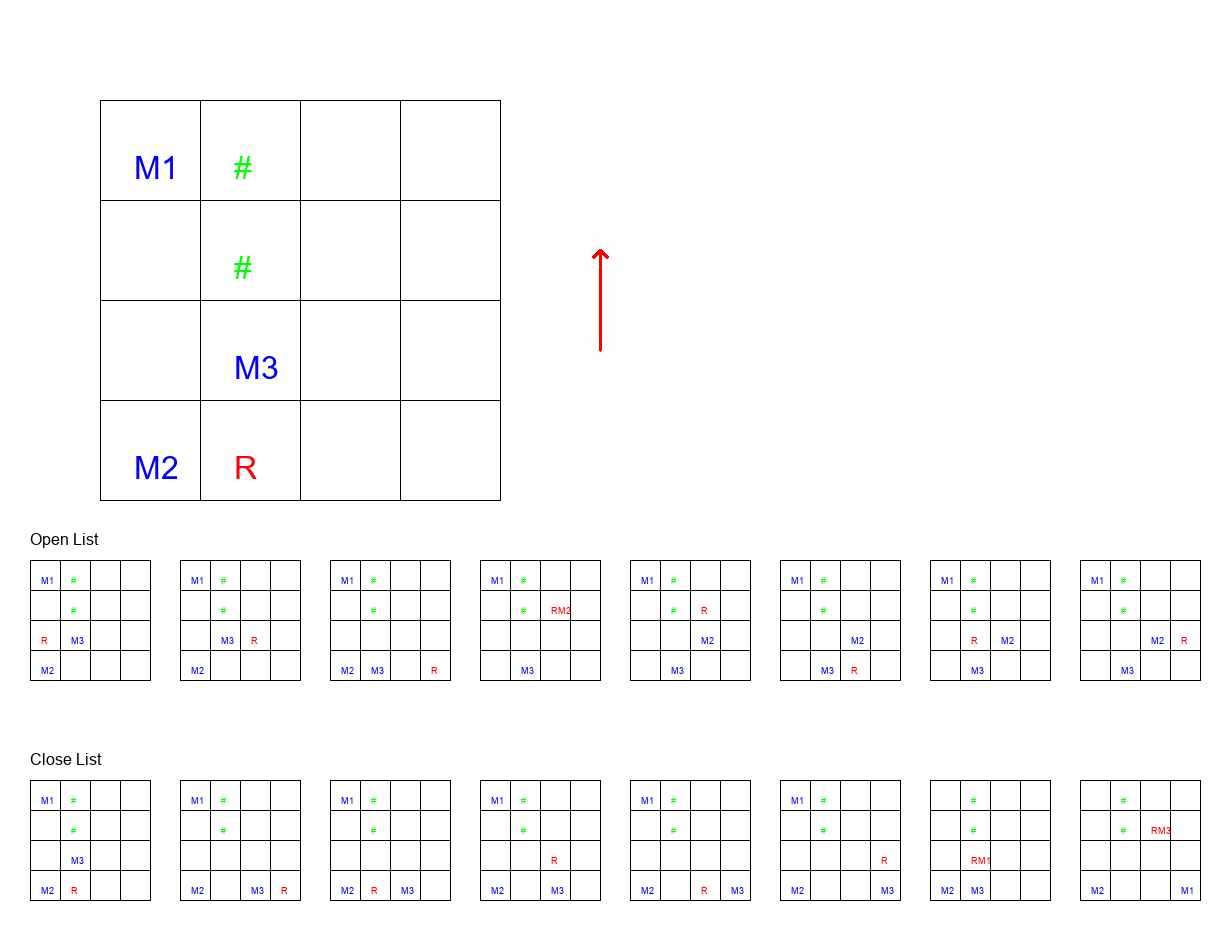 M1 #
#
M3
M2 R
Open List
M1 # M1 # M1 # M1 # M1 # M1 # M1 # M1 #
# # # # RM2 # R # # #
R M3 M3 R M2 M2 R M2 M2 R
M2 M2 M2 M3 R M3 M3 M3 R M3 M3
Close List
M1 # M1 # M1 # M1 # M1 # M1 # # #
# # # # # # # # RM3
M3 R R RM1
M2 R M2 M3 R M2 R M3 M2 M3 M2 R M3 M2 M3 M2 M3 M2 M1